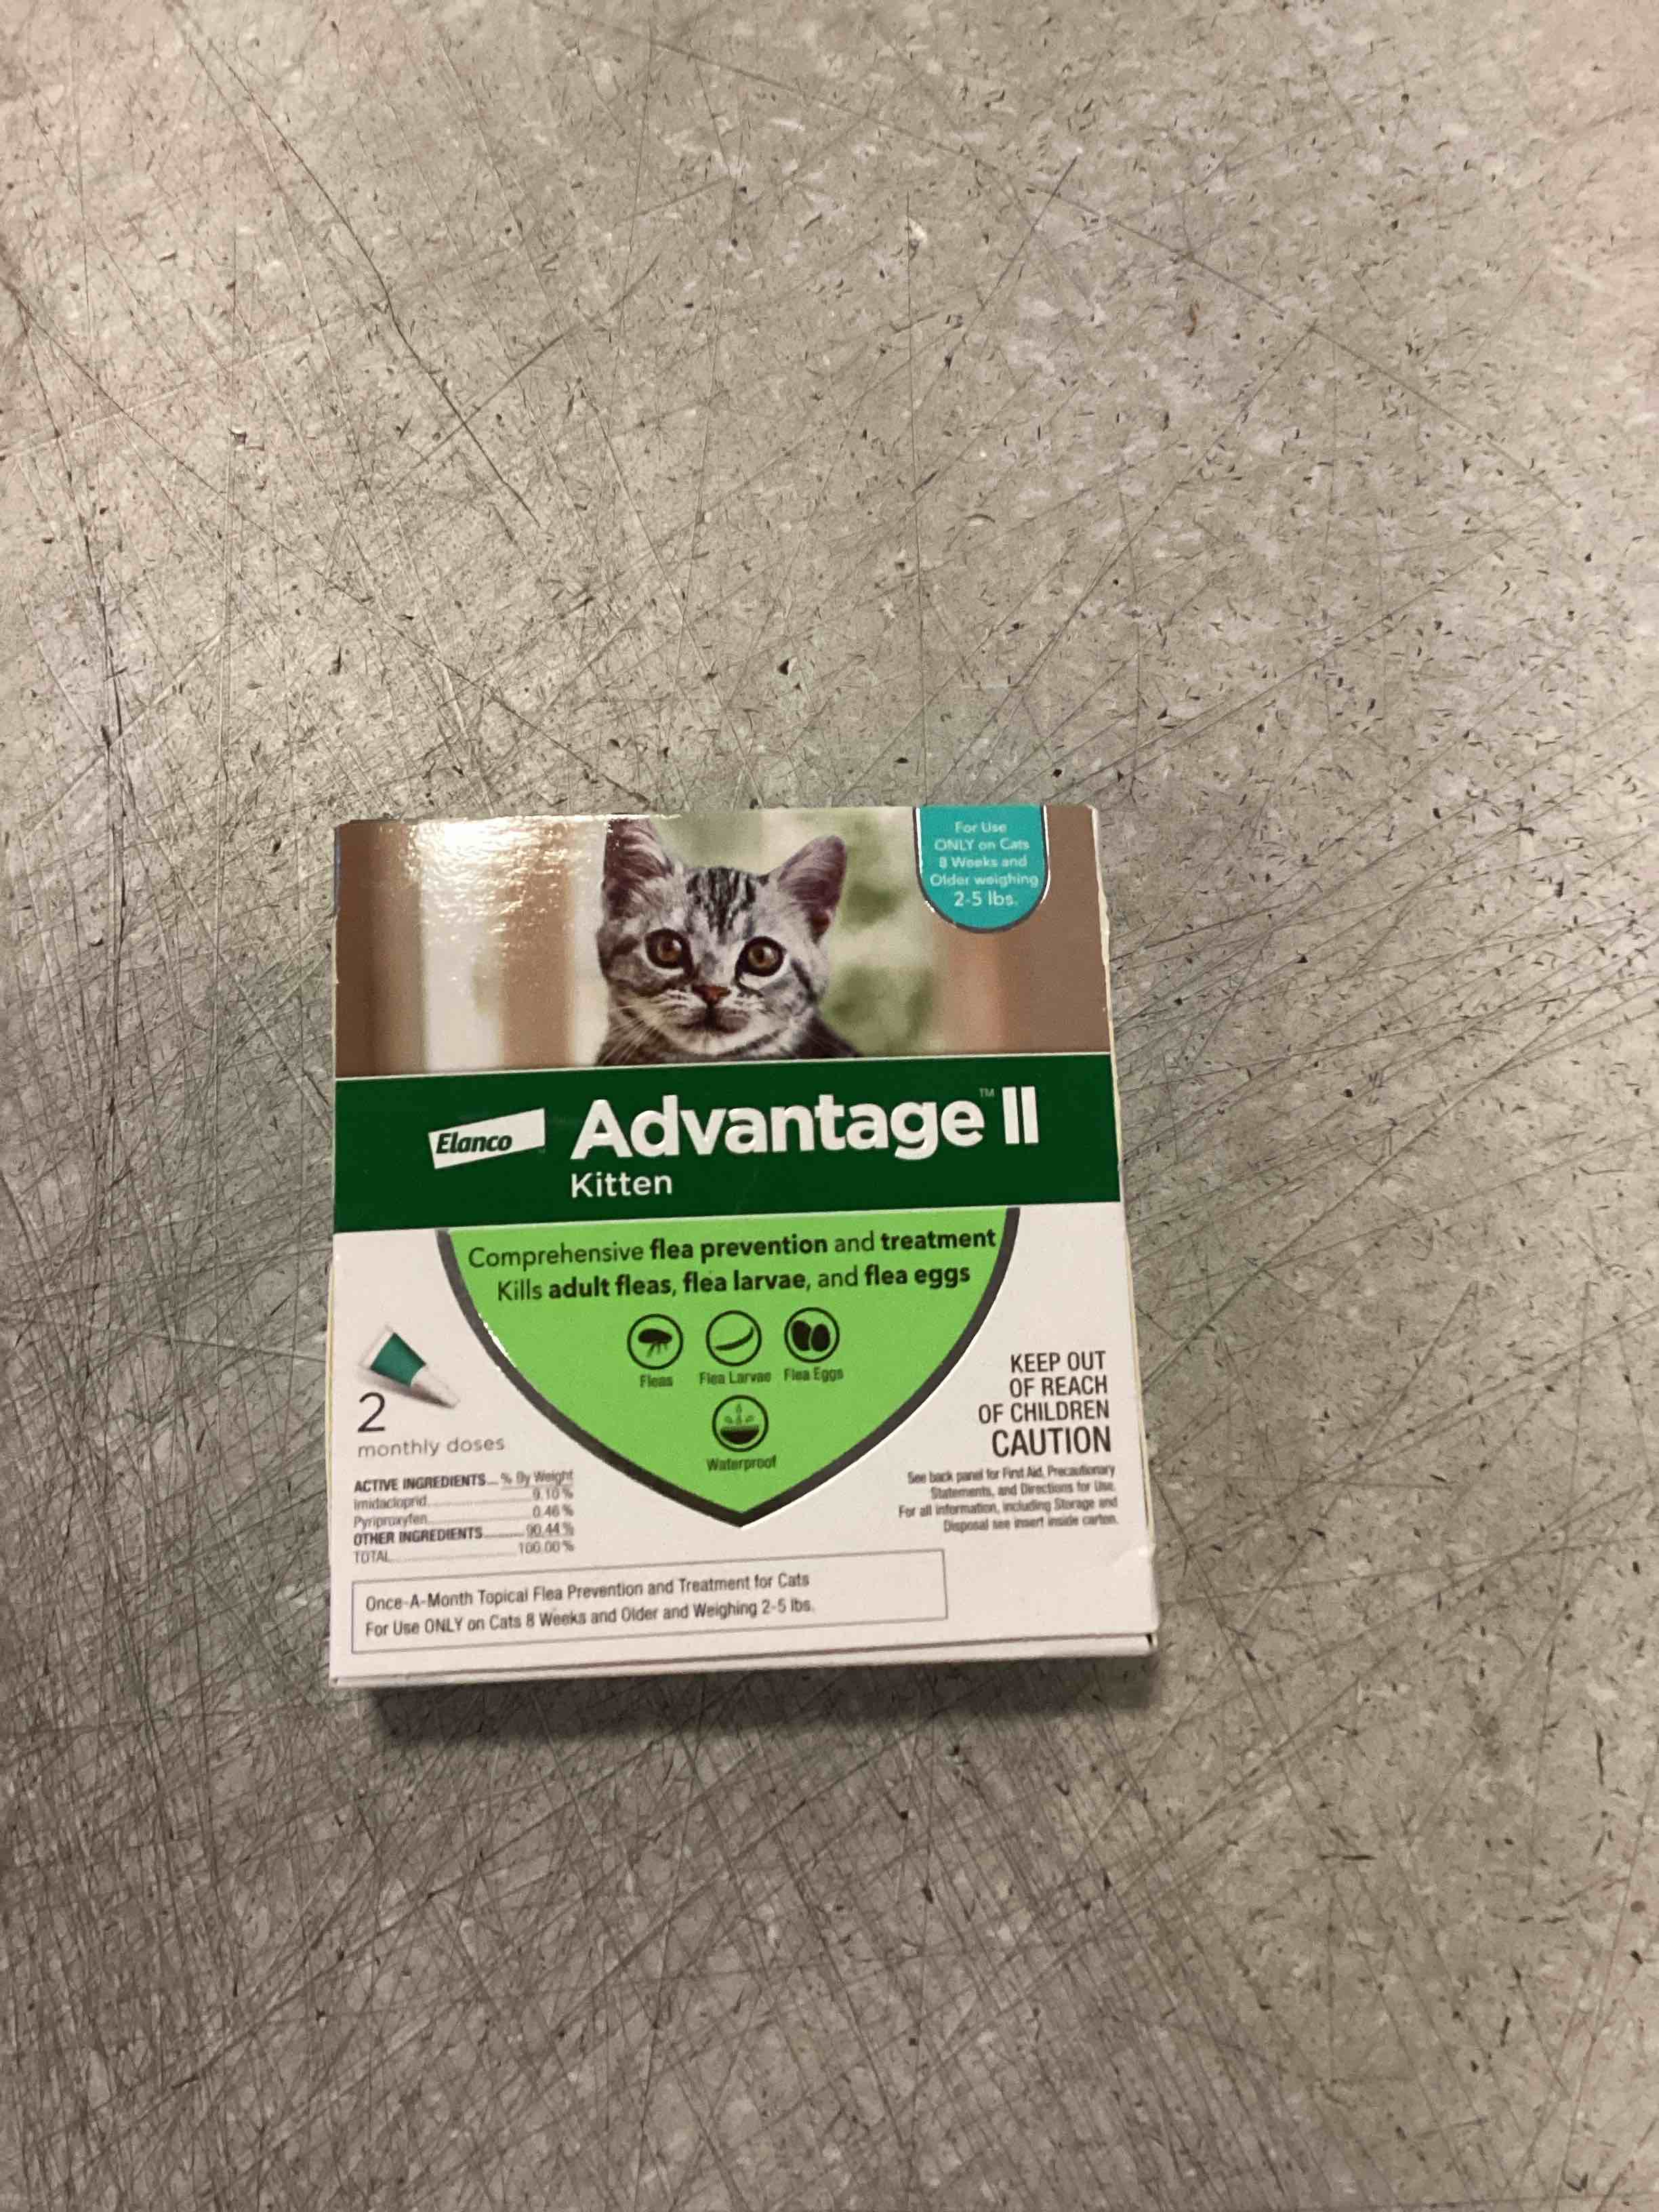 For Use
ONLY on Cats
8 Weeks and
Older weighing
2-5 lbs.
Elanco
Advantage™ II
Kitten
Comprehensive flea prevention and treatment
Kills adult fleas, flea larvae, and flea eggs
Fleas Flea Larvae Flea Eggs
Waterproof
2
monthly doses
ACTIVE INGREDIENTS... % By Weight
Imidacloprid..................9.10%
Pyriproxyfen..................0.46%
OTHER INGREDIENTS.........90.44%
TOTAL.....................100.00%
KEEP OUT
OF REACH
OF CHILDREN
CAUTION
See back panel for First Aid, Precautionary
Statements, and Directions for Use.
For all information, including Storage and
Disposal see insert inside carton.
Once-A-Month Topical Flea Prevention and Treatment for Cats
For Use ONLY on Cats 8 Weeks and Older and Weighing 2-5 lbs.